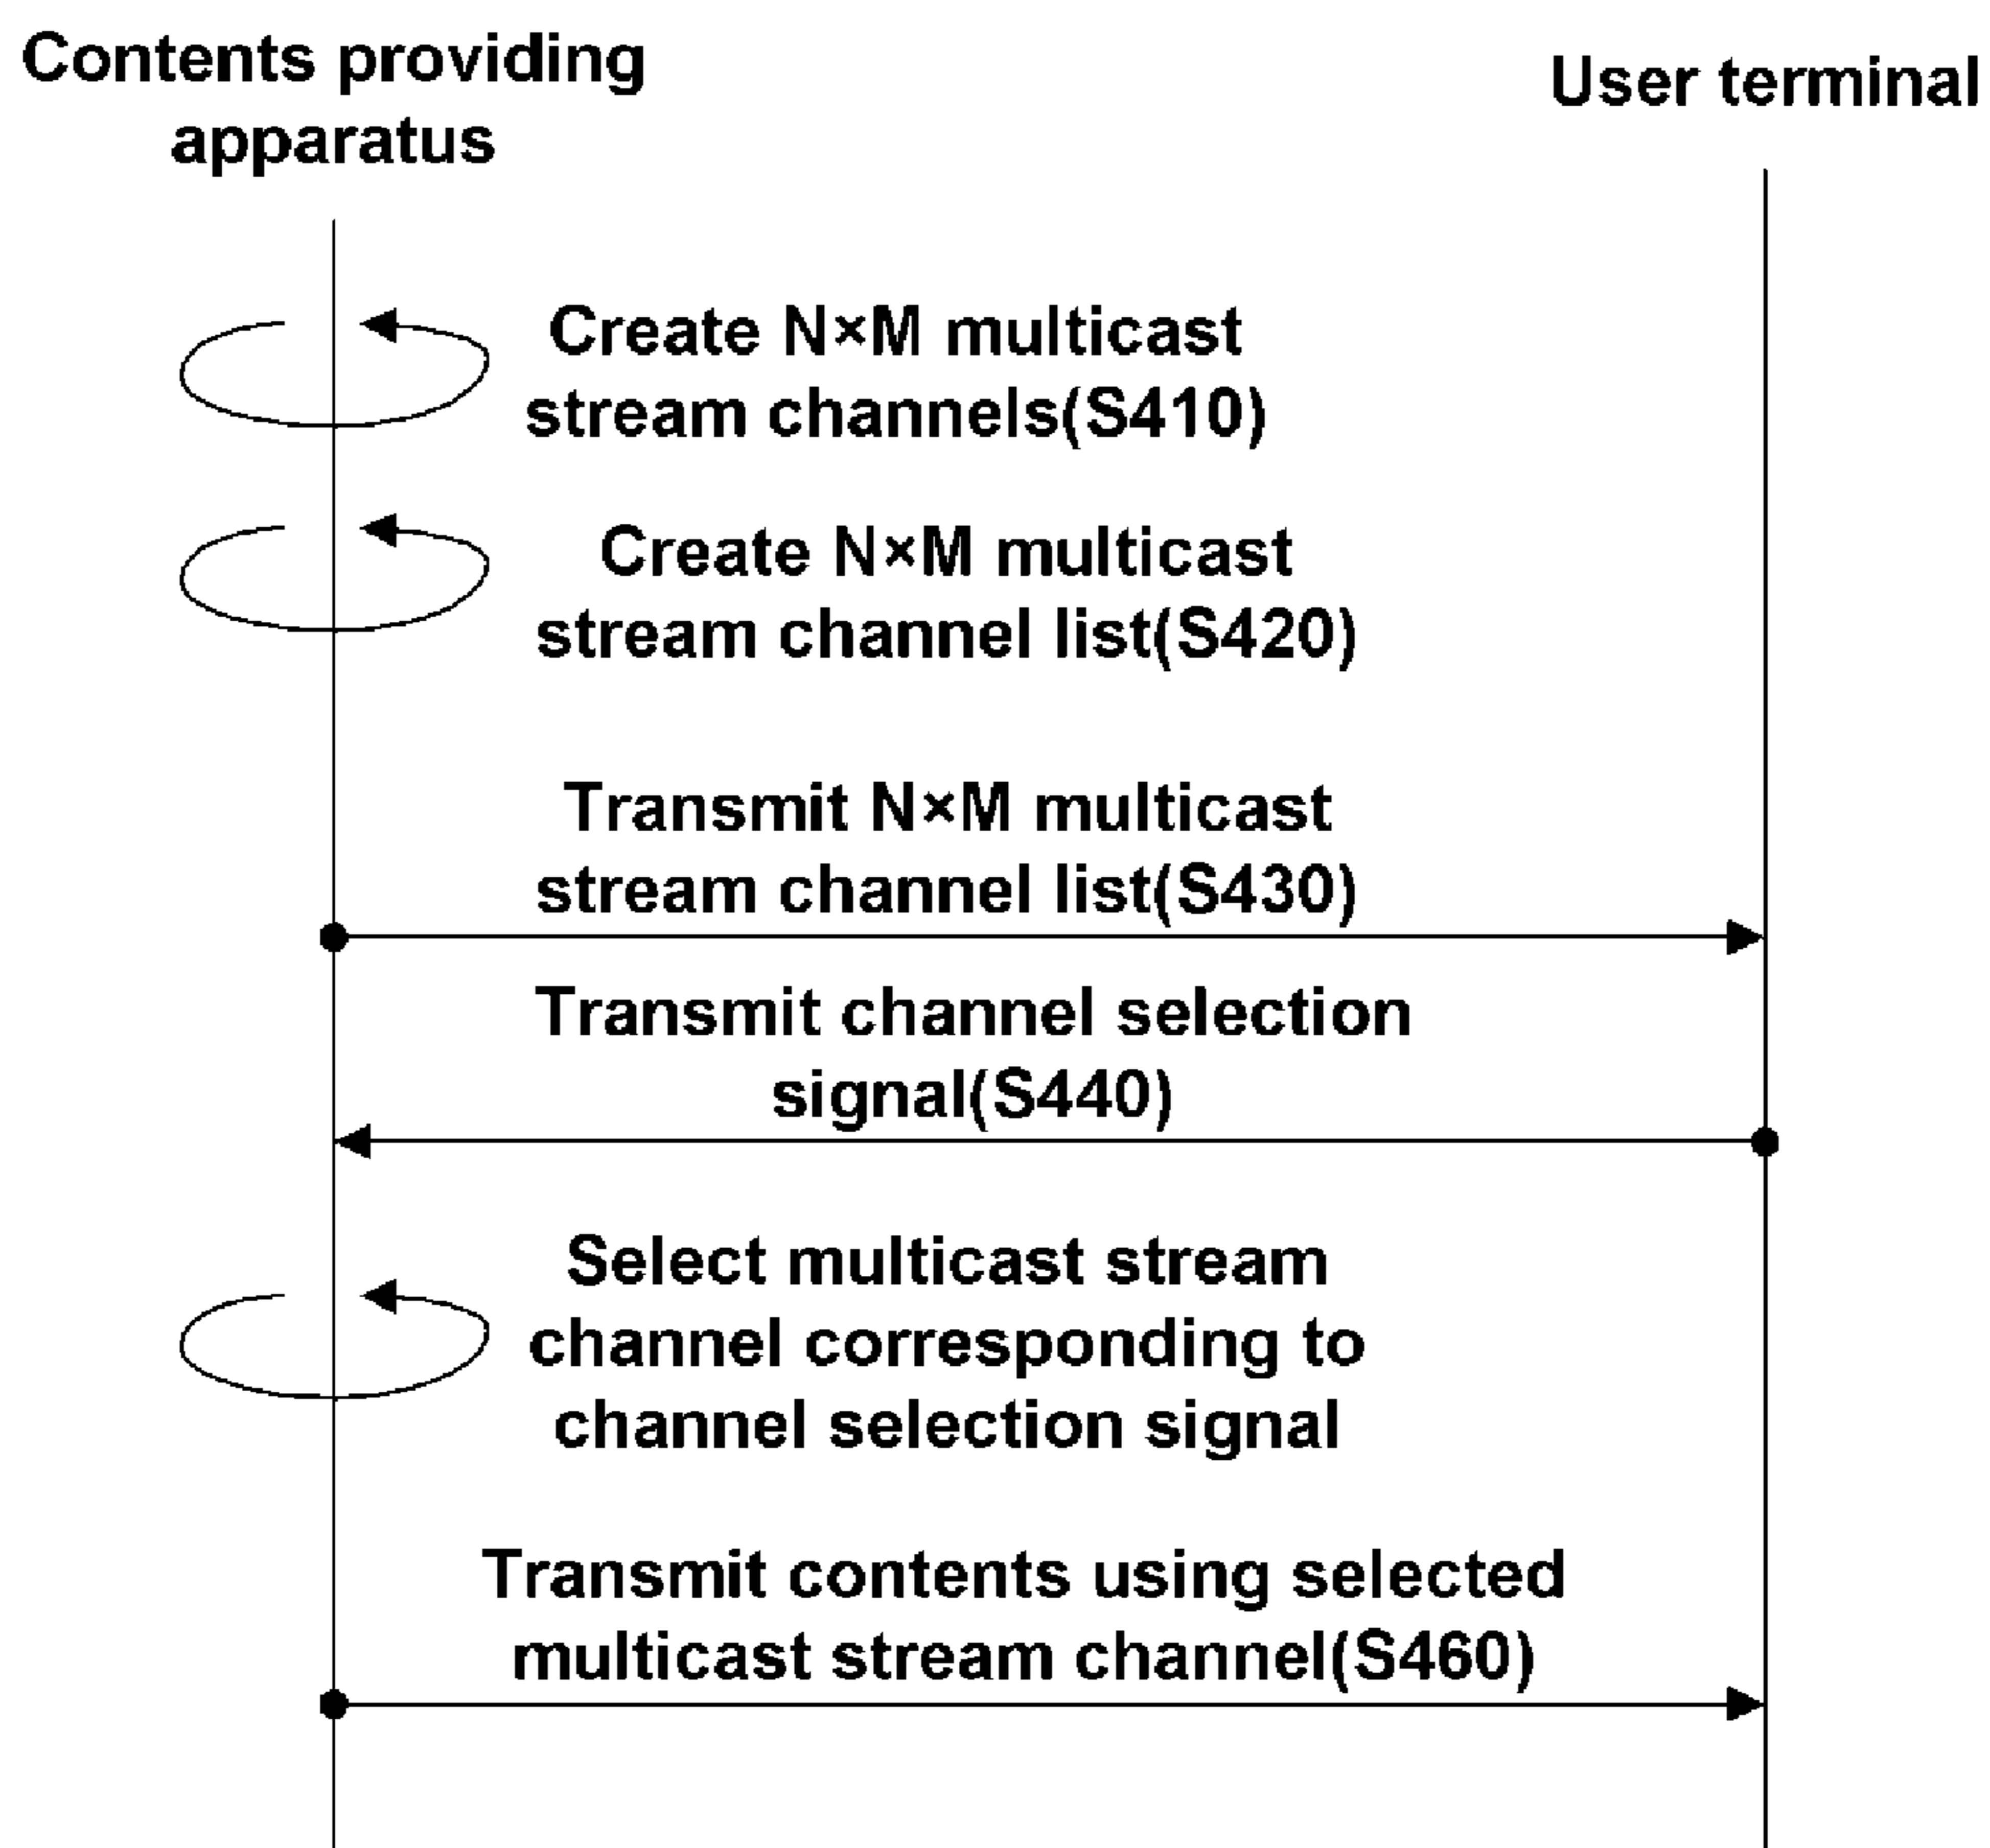 Contents providing
apparatus
User terminal
Create N×M multicast
stream channels(S410)
Create N×M multicast
stream channel list(S420)
Transmit N×M multicast
stream channel list(S430)
Transmit channel selection
signal(S440)
Select multicast stream
channel corresponding to
channel selection signal
Transmit contents using selected
multicast stream channel(S460)